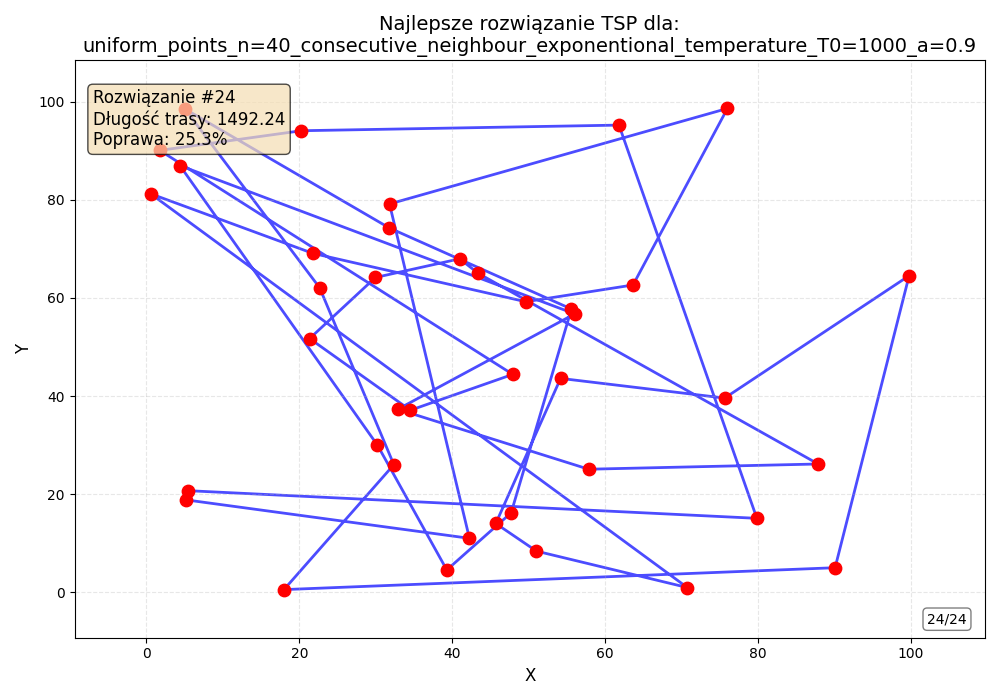 Najlepsze rozwiązanie TSP dla:
uniform_points_n=40_consecutive_neighbour_exponentional_temperature_T0=1000_a=0.9
Rozwiązanie #24
Długość trasy: 1492.24
Poprawa: 25.3%
100
80
60
40
20
0
Y
24/24
0 20 40 60 80 100
X